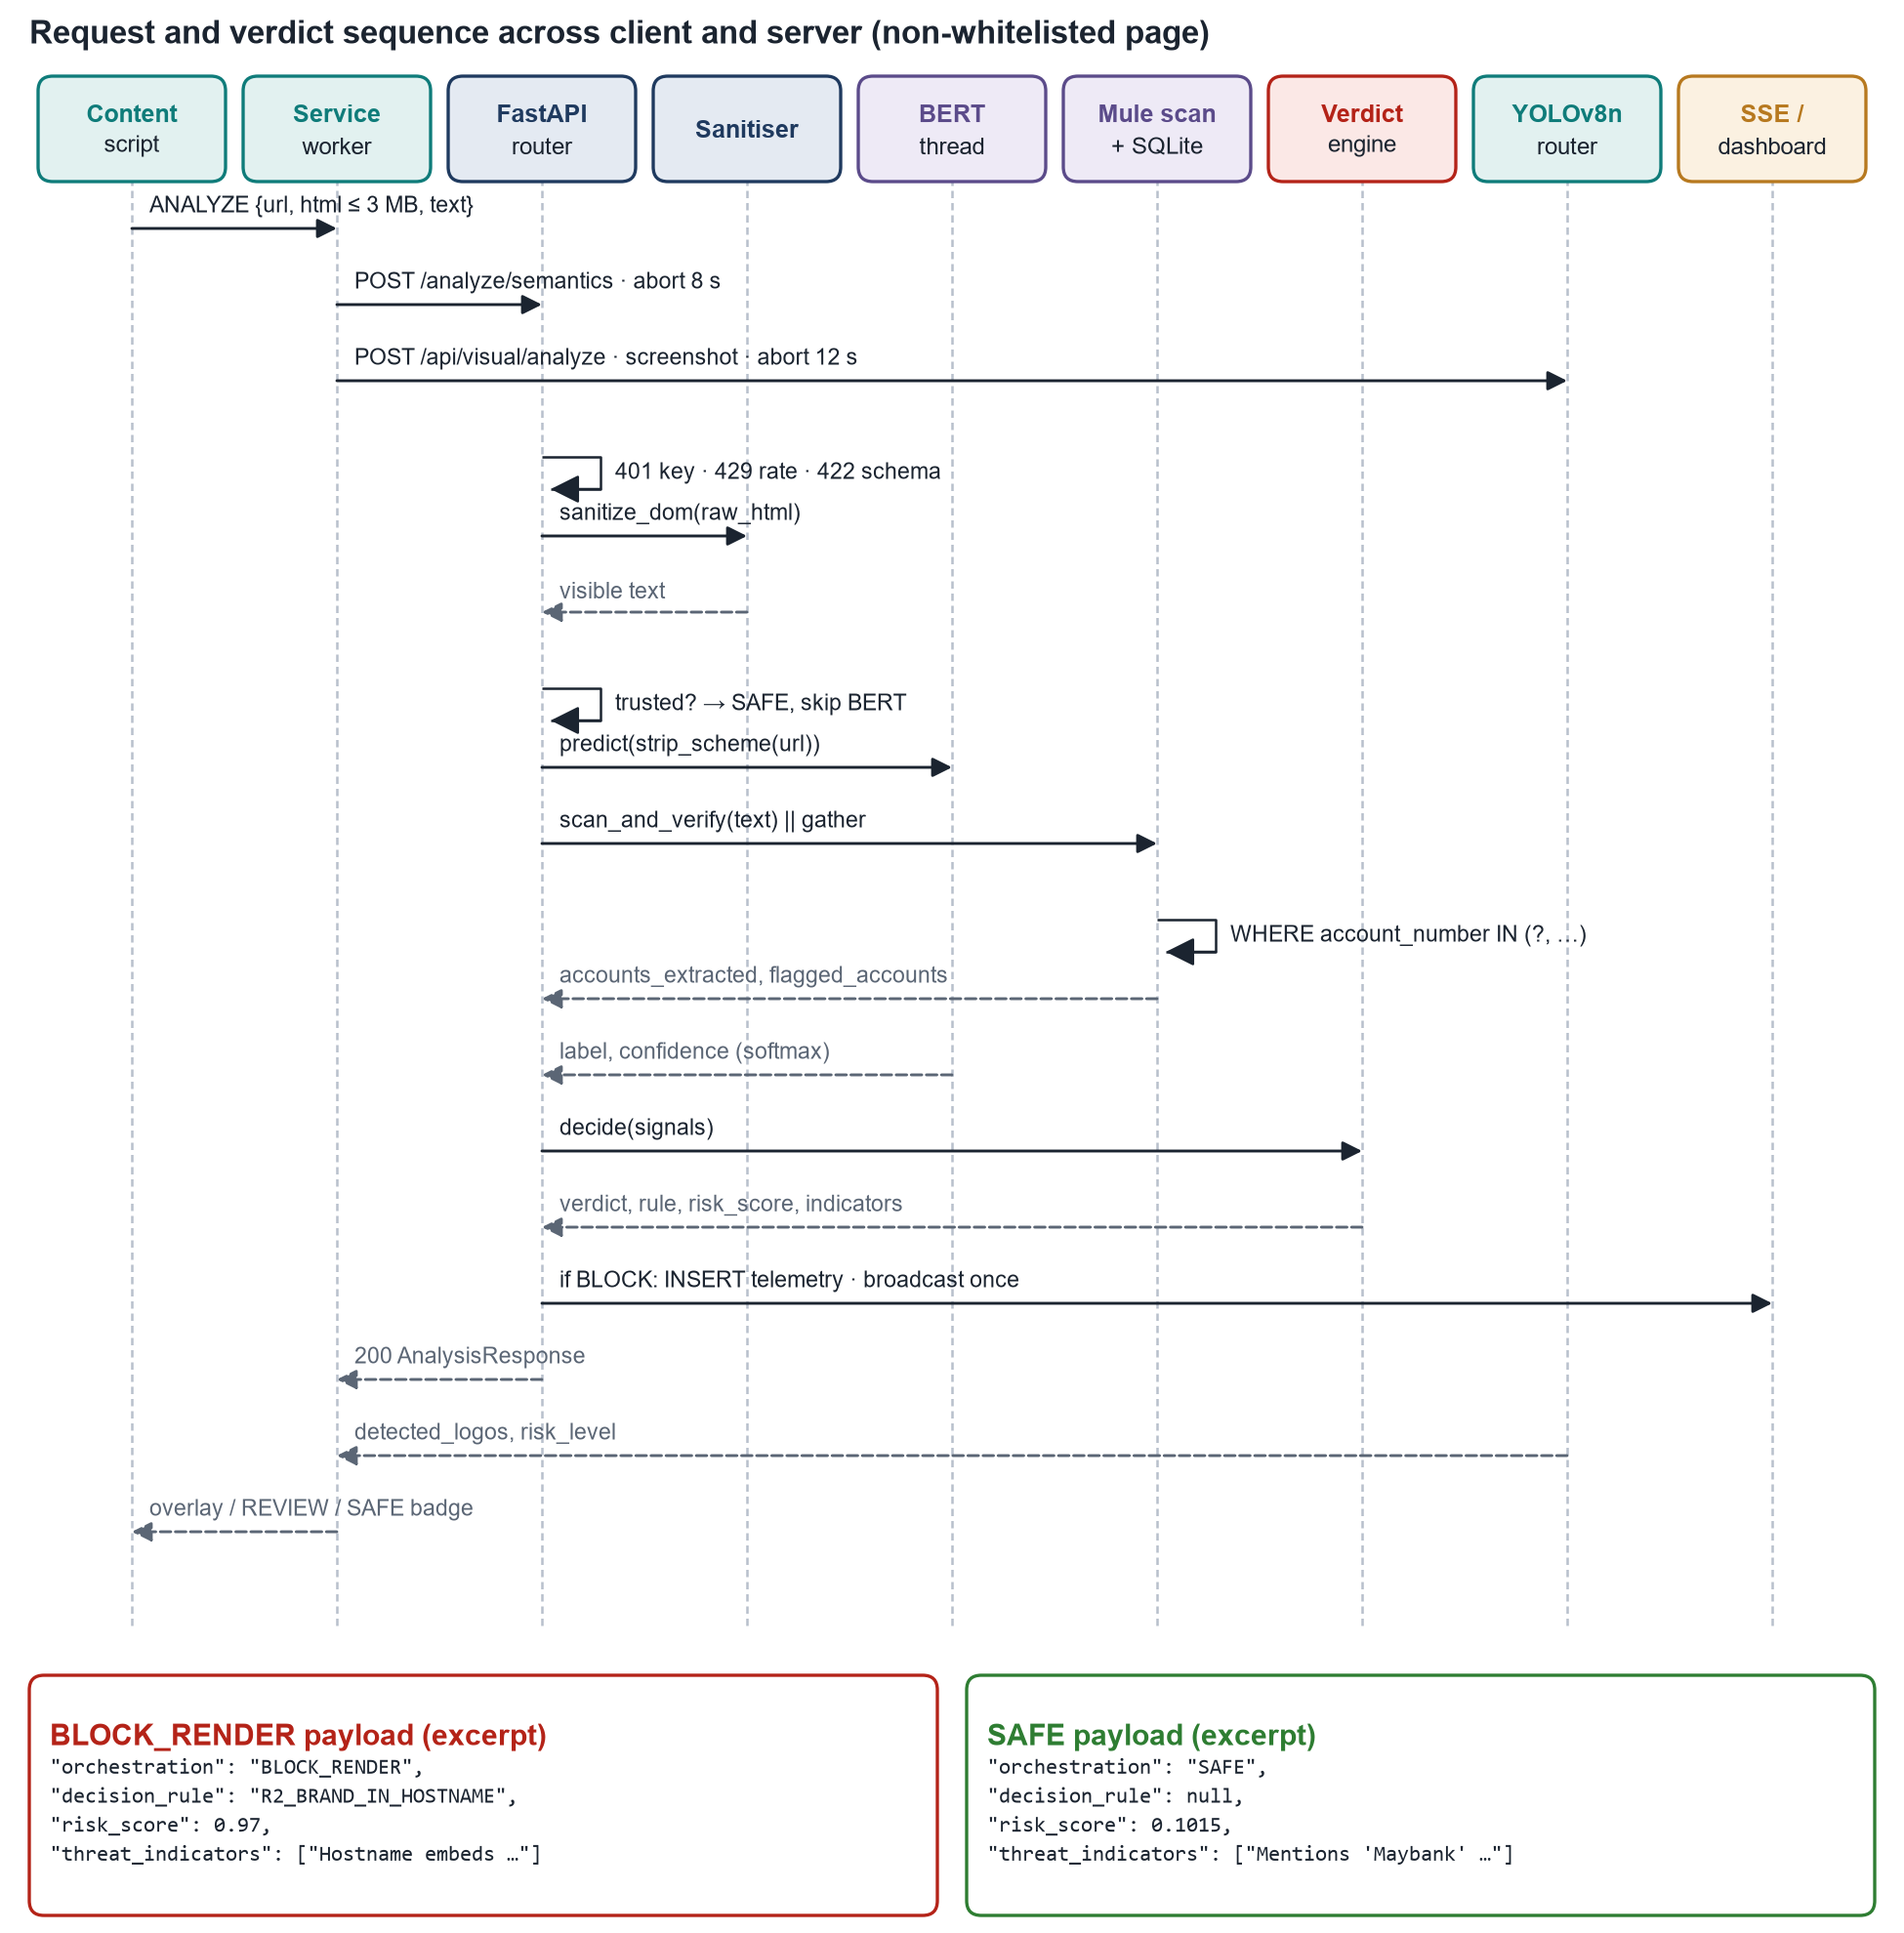 Request and verdict sequence across client and server (non-whitelisted page)
Content
script
Service
worker
FastAPI
router
Sanitiser
BERT
thread
Mule scan
+ SQLite
Verdict
engine
YOLOv8n
router
SSE /
dashboard
ANALYZE {url, html ≤ 3 MB, text}
POST /analyze/semantics · abort 8 s
POST /api/visual/analyze · screenshot · abort 12 s
401 key · 429 rate · 422 schema
sanitize_dom(raw_html)
visible text
trusted? → SAFE, skip BERT
predict(strip_scheme(url))
scan_and_verify(text) || gather
WHERE account_number IN (?, …)
accounts_extracted, flagged_accounts
label, confidence (softmax)
decide(signals)
verdict, rule, risk_score, indicators
if BLOCK: INSERT telemetry · broadcast once
200 AnalysisResponse
detected_logos, risk_level
overlay / REVIEW / SAFE badge
BLOCK_RENDER payload (excerpt)
"orchestration": "BLOCK_RENDER",
"decision_rule": "R2_BRAND_IN_HOSTNAME",
"risk_score": 0.97,
"threat_indicators": ["Hostname embeds …"]
SAFE payload (excerpt)
"orchestration": "SAFE",
"decision_rule": null,
"risk_score": 0.1015,
"threat_indicators": ["Mentions 'Maybank' …"]